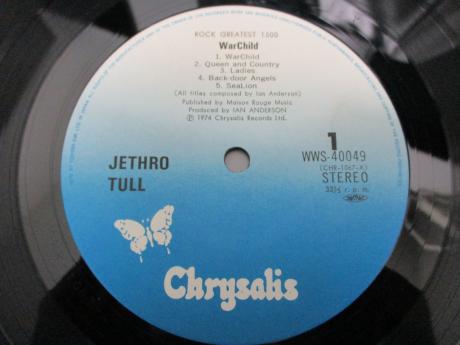 ROCK GREATEST 1500
WarChild
1. WarChild
2. Queen and Country
3. Ladies
4. Back-door Angels
5. SeaLion
(All titles composed by Ian Anderson)
Published by Maison Rouge Music
Produced by IAN ANDERSON
Ⓟ 1974 Chrysalis Records Ltd.
JETHRO
TULL
1
WWS-40049
(CHR-1067-A)
STEREO
33⅓ r. p. m.
Chrysalis